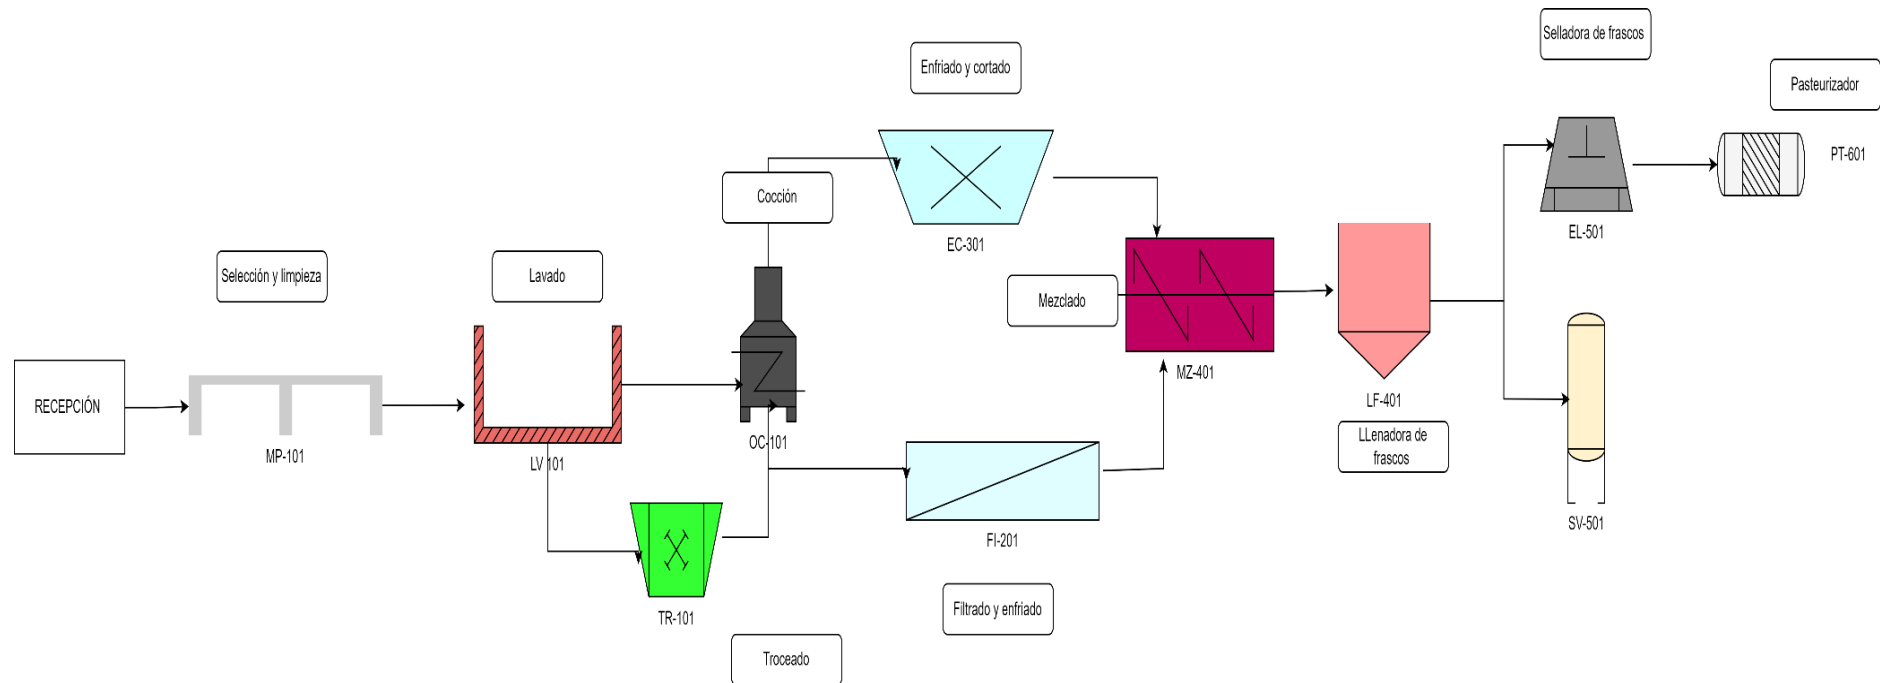 Selladora de frascos
Enfriado y cortado
Pasteurizador
PT-601
Cocción
EL-501
EC-301
Selección y limpieza
Lavado
Mezclado
MZ-401
RECEPCIÓN
LF-401
OC-101
LLenadora de
frascos
MP-101
LV 101
SV-501
FI-201
TR-101
Filtrado y enfriado
Troceado